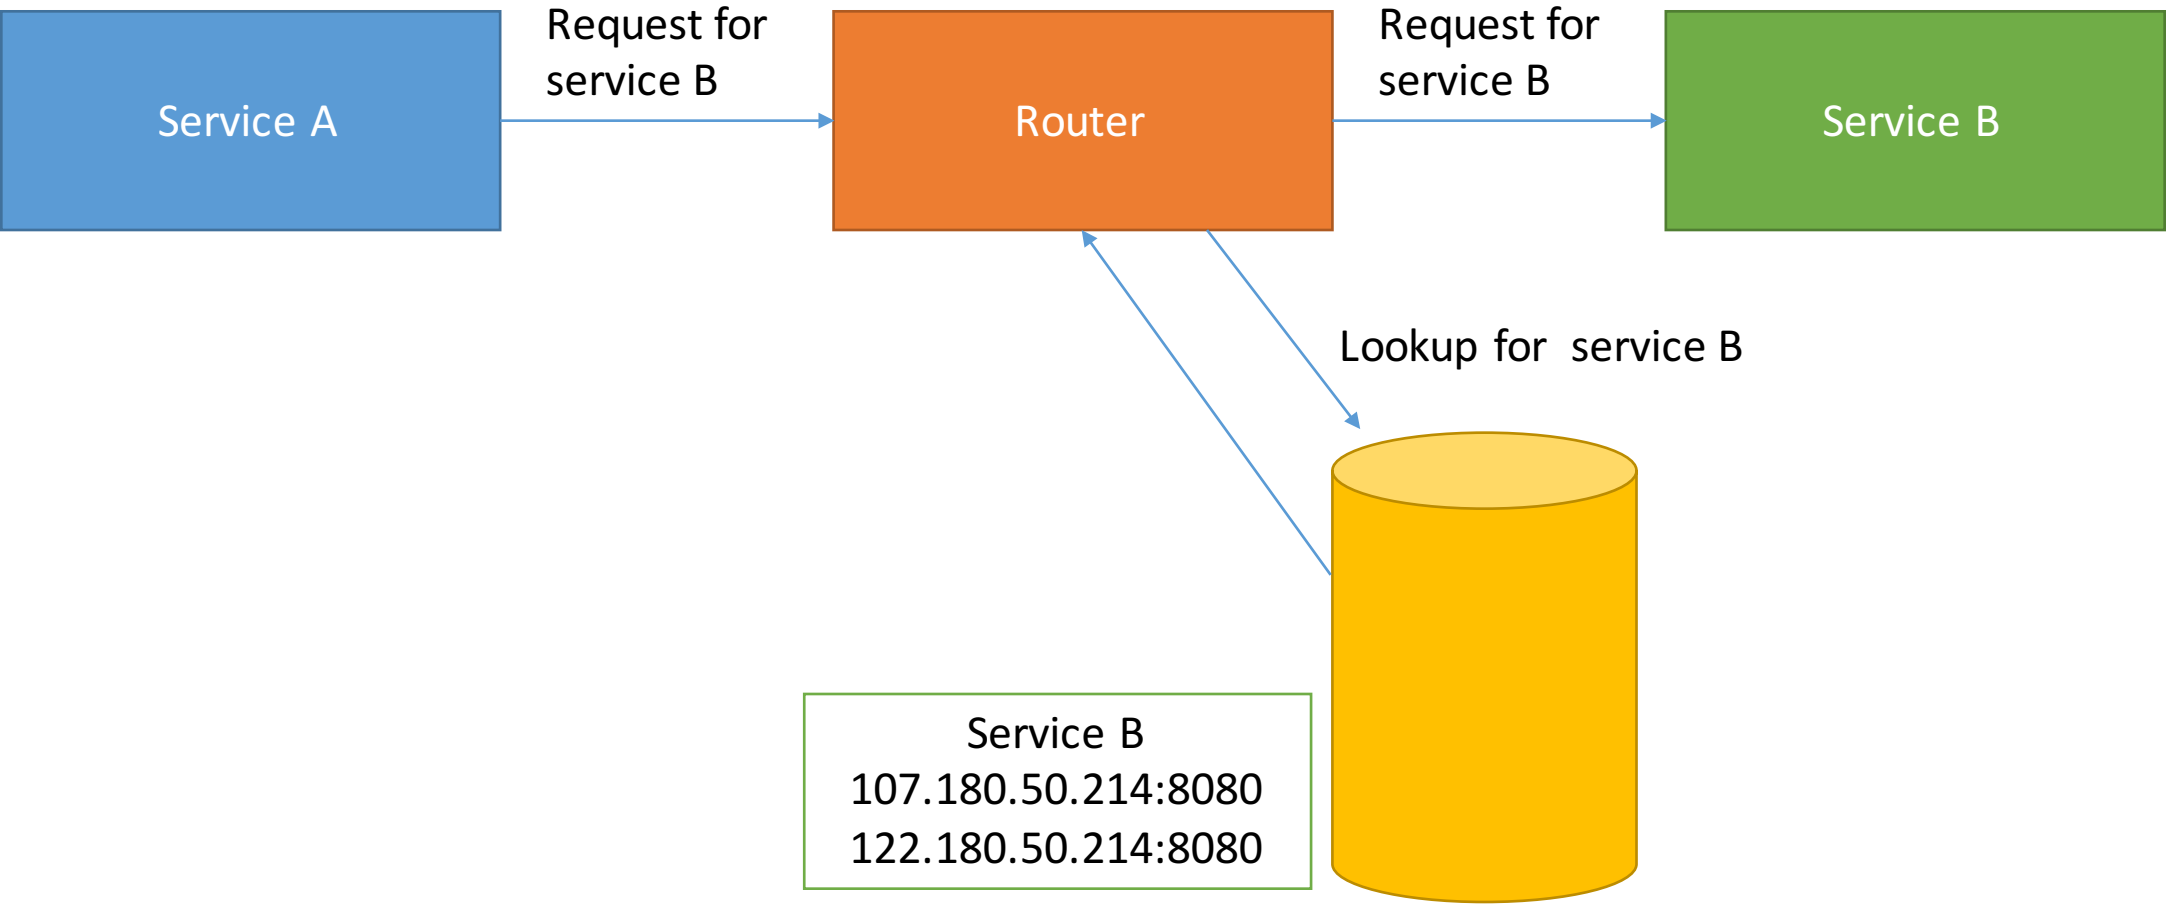 Service A
Request for
service B
Router
Request for
service B
Service B
Lookup for service B
Service B
107.180.50.214:8080
122.180.50.214:8080